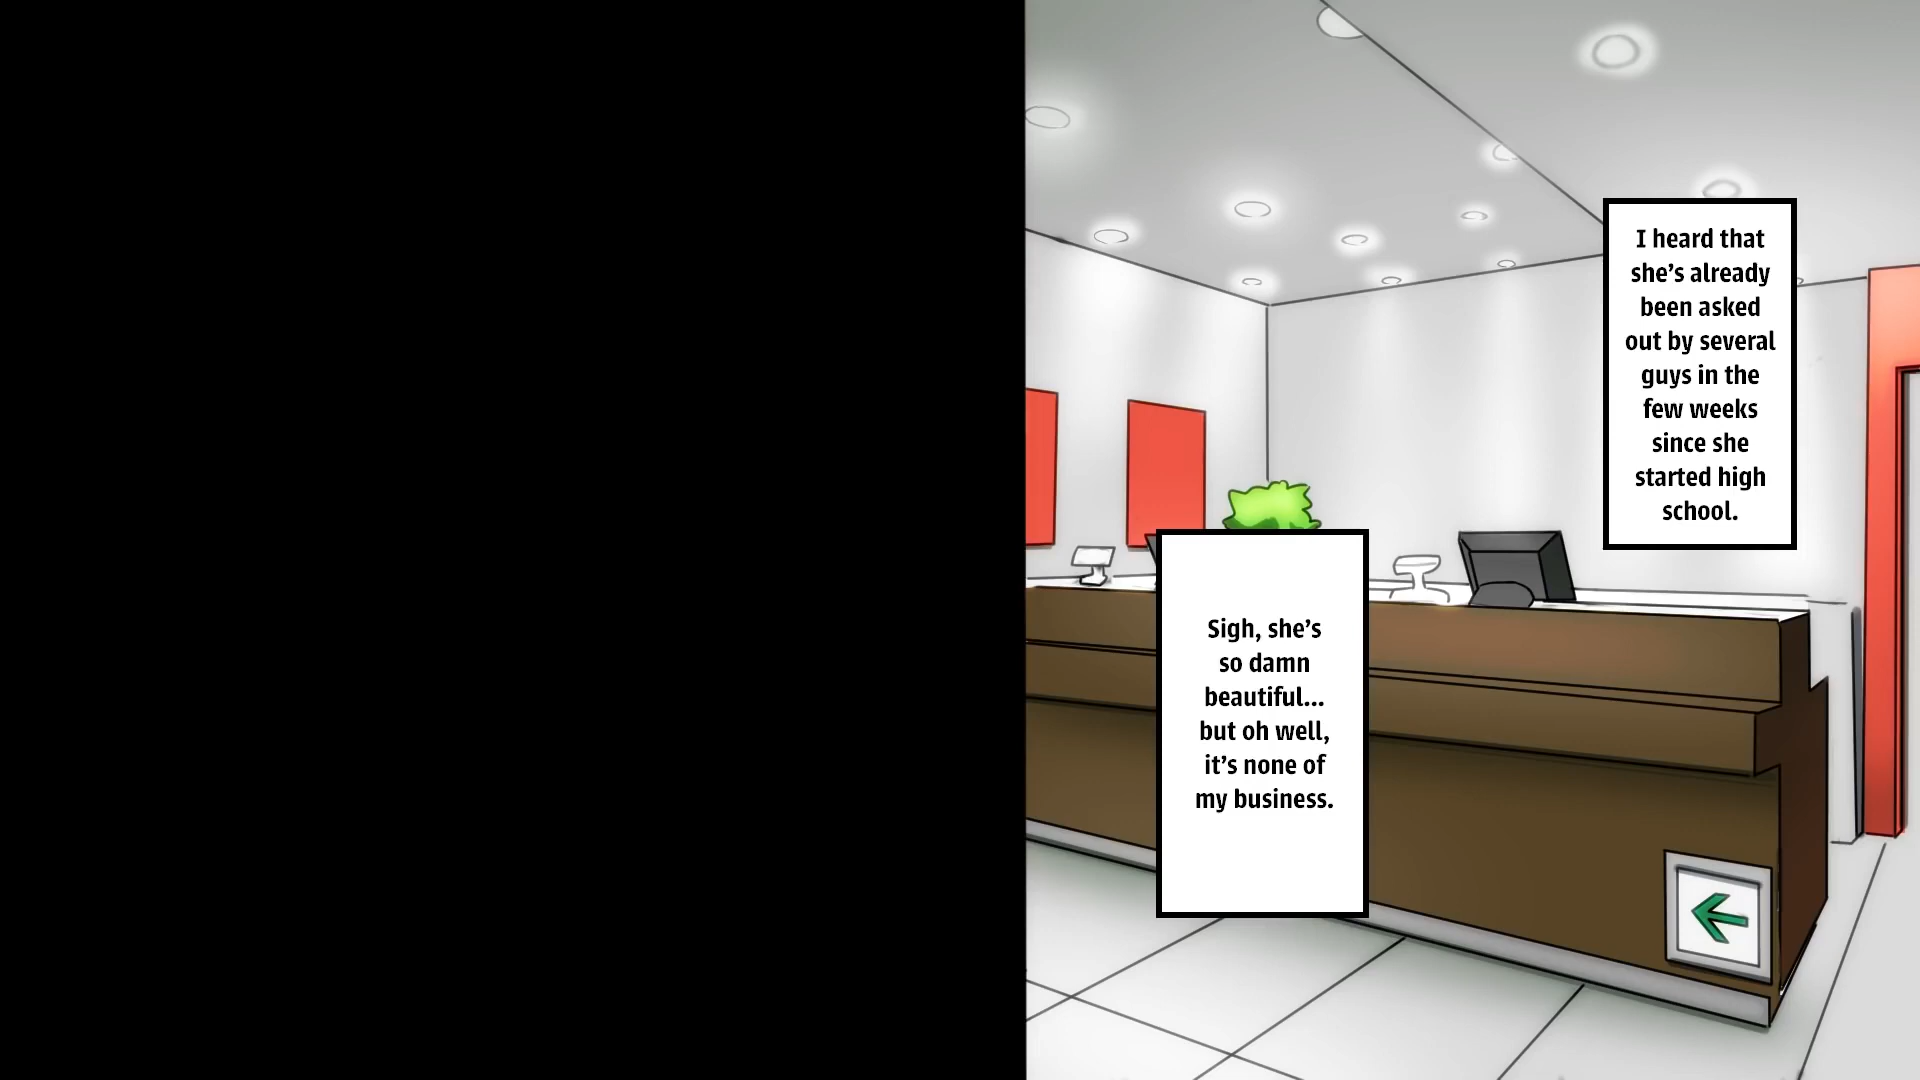 I heard that
she's already
been asked
out by several
guys in the
few weeks
since she
started high
school.
Sigh, she's
so damn
beautiful...
but oh well,
it's none of
my business.